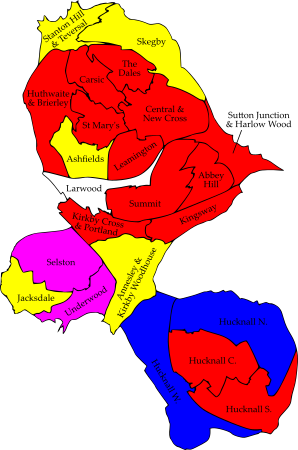 Stanton Hill
& Teversal
Skegby
The
Dales
Carsic
Huthwaite
& Brierley
Central &
New Cross
Sutton Junction
& Harlow Wood
St Mary's
Ashfields
Leamington
Larwood
Abbey
Hill
Summit
Kingsway
Kirkby Cross
& Portland
Selston
Annesley &
Kirkby Woodhouse
Jacksdale
Underwood
Hucknall N.
Hucknall C.
Hucknall W.
Hucknall S.